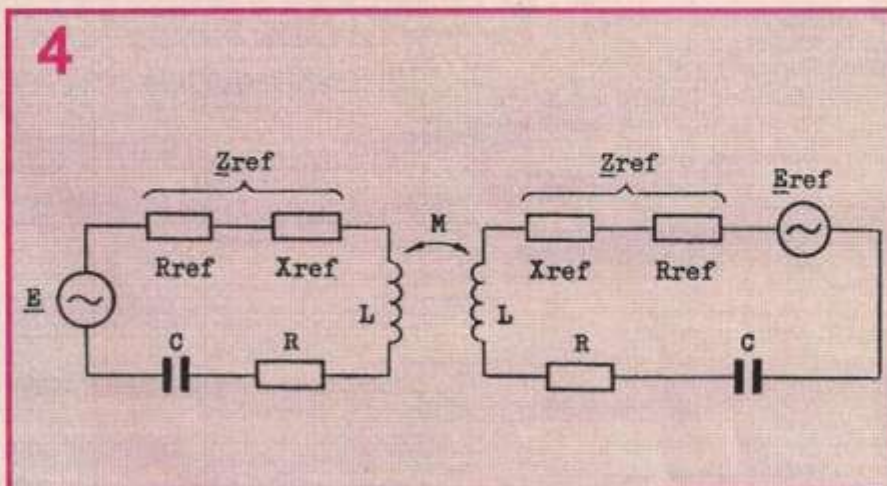 4
Zref Zref Eref
M
Rref Xref Xref Rref
E L L
C R R C